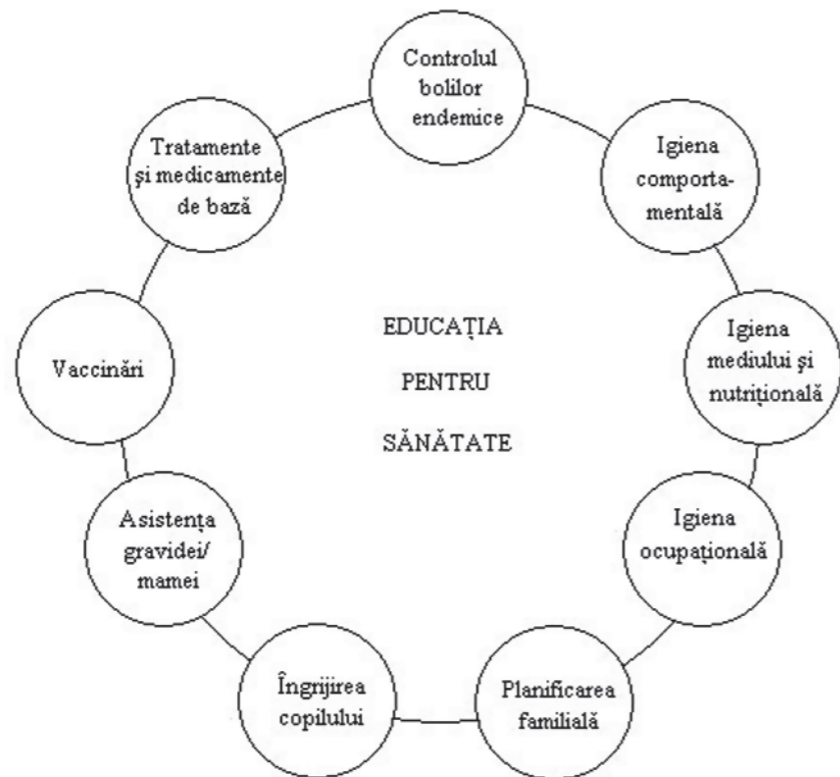 Controlul
bolilor
endemice
Tratamente
şi medicamente
de bază
Igiena
comporta-
mentală
EDUCAŢIA
PENTRU
SĂNĂTATE
Vaccinări
Igiena
mediului şi
nutriţională
Asistenţa
gravidei/
mamei
Igiena
ocupaţională
Îngrijirea
copilului
Planificarea
familială